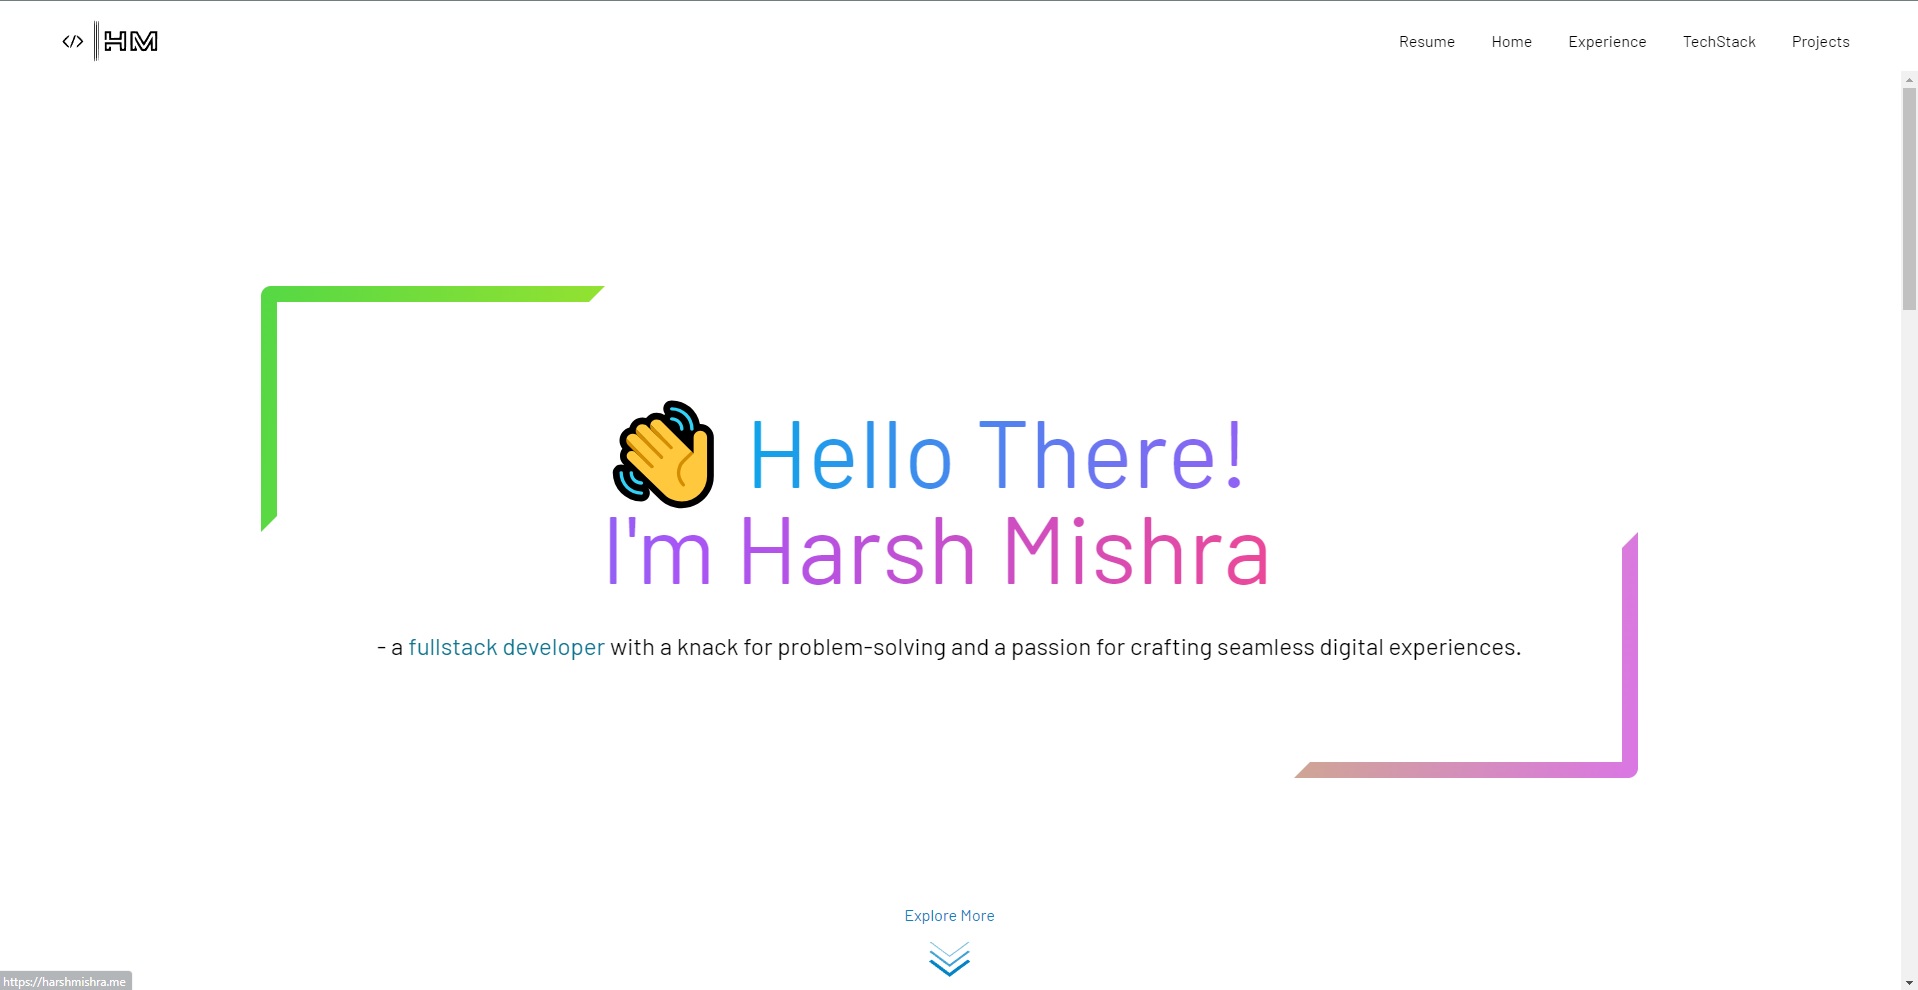 </> HM
Resume Home Experience TechStack Projects
Hello There!
I'm Harsh Mishra
- a fullstack developer with a knack for problem-solving and a passion for crafting seamless digital experiences.
Explore More
https://harshmishra.me